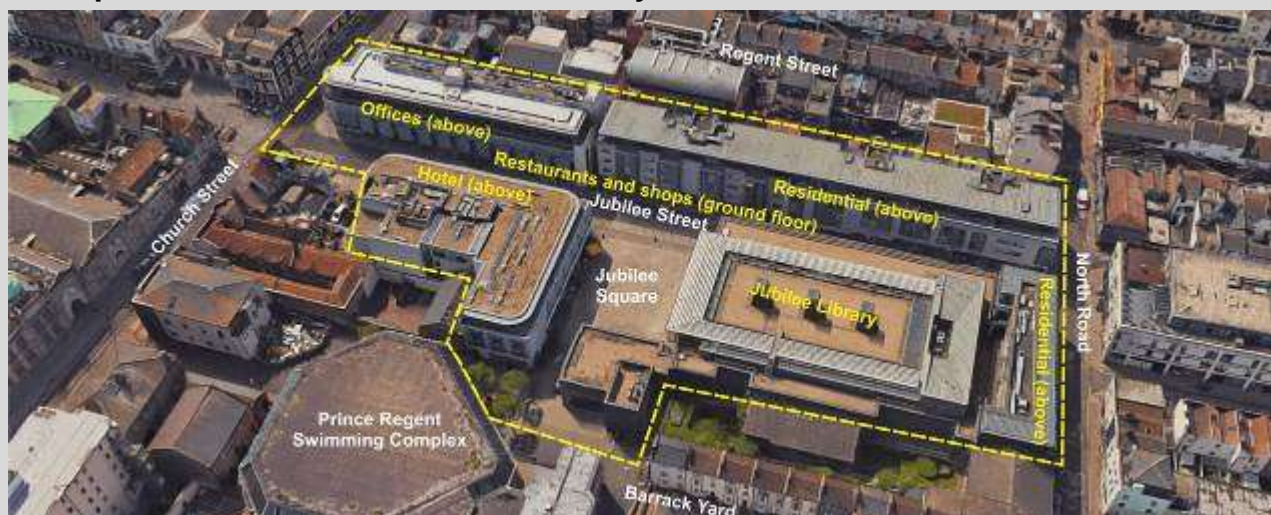 Regent Street
Offices (above)
Restaurants and shops (ground floor)
Hotel (above)
Residential (above)
Jubilee Street
Church Street
Jubilee
Square
Jubilee Library
North Road
Residential (above)
Prince Regent
Swimming Complex
Barrack Yard